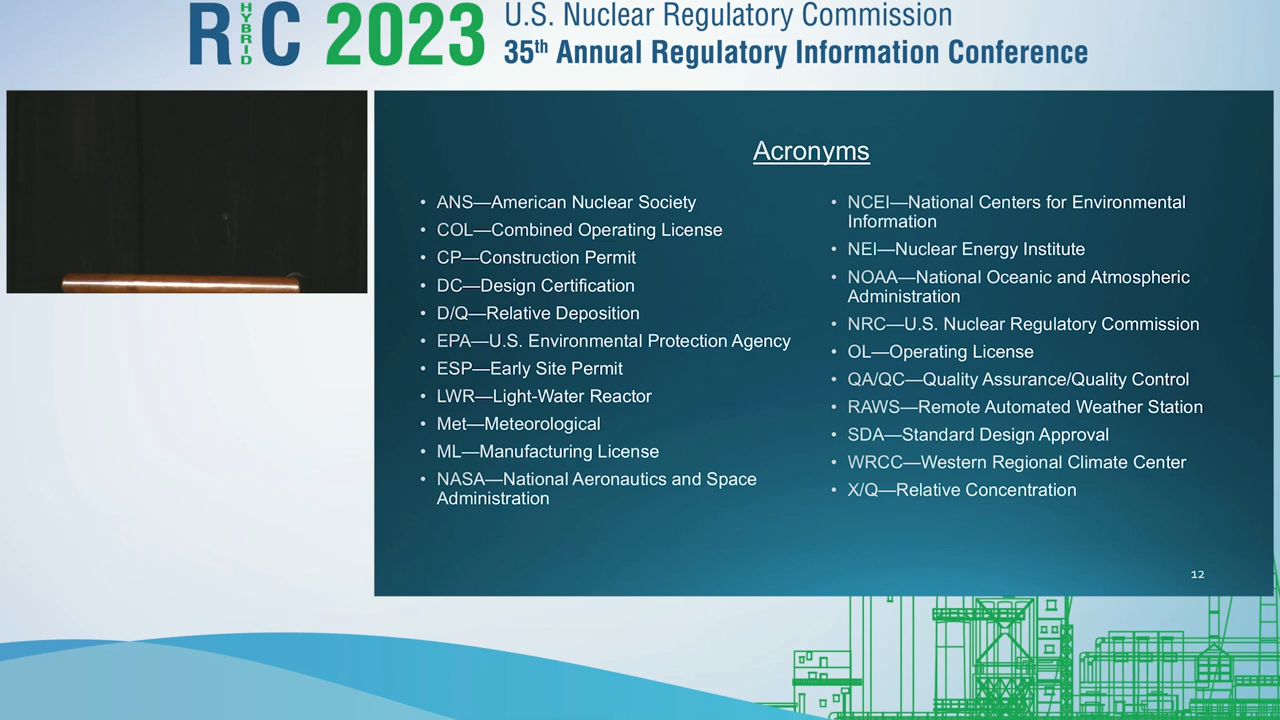 RIC 2023
HYBRID
U.S. Nuclear Regulatory Commission
35th Annual Regulatory Information Conference
Acronyms
• ANS—American Nuclear Society
• COL—Combined Operating License
• CP—Construction Permit
• DC—Design Certification
• D/Q—Relative Deposition
• EPA—U.S. Environmental Protection Agency
• ESP—Early Site Permit
• LWR—Light-Water Reactor
• Met—Meteorological
• ML—Manufacturing License
• NASA—National Aeronautics and Space
Administration
• NCEI—National Centers for Environmental
Information
• NEI—Nuclear Energy Institute
• NOAA—National Oceanic and Atmospheric
Administration
• NRC—U.S. Nuclear Regulatory Commission
• OL—Operating License
• QA/QC—Quality Assurance/Quality Control
• RAWS—Remote Automated Weather Station
• SDA—Standard Design Approval
• WRCC—Western Regional Climate Center
• X/Q—Relative Concentration
12